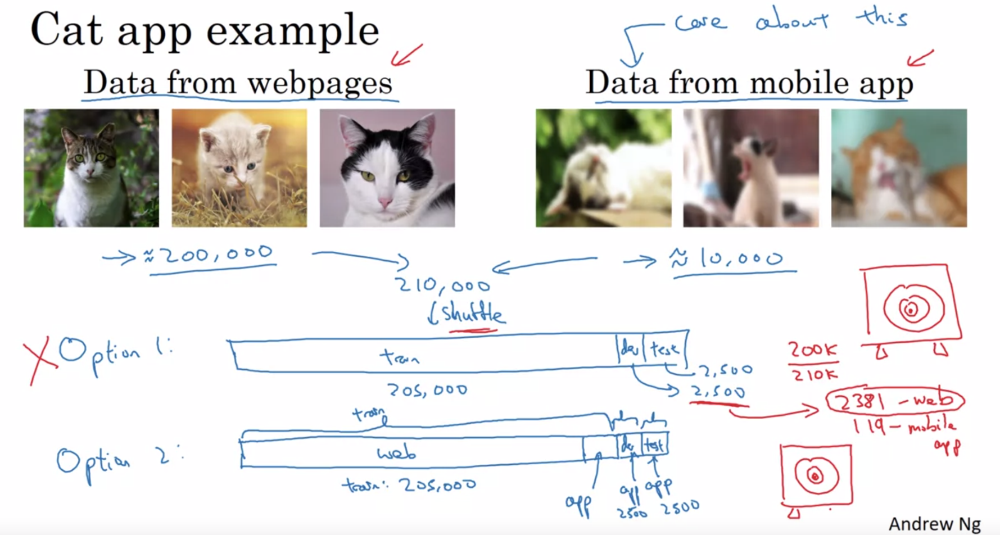 Cat app example
care about this
Data from webpages
Data from mobile app
≈ 200,000
≈ 10,000
210,000
shuffle
Option 1:
train
dev
test
205,000
2,500
2,500
200K
210K
2381 - web
119 - mobile
app
train
Option 2:
web
dev
test
train: 205,000
app
app
2500
app
2500
Andrew Ng